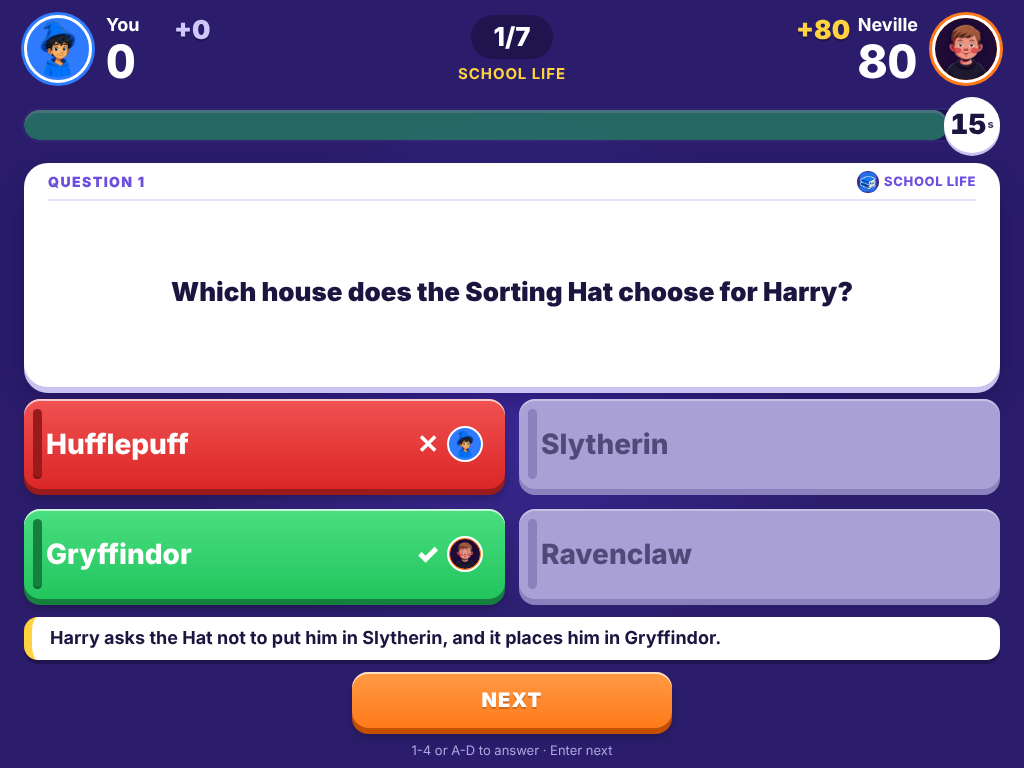 You
+0
0
1/7
SCHOOL LIFE
+80
Neville
80
15s
QUESTION 1
SCHOOL LIFE
Which house does the Sorting Hat choose for Harry?
Hufflepuff
Slytherin
Gryffindor
Ravenclaw
Harry asks the Hat not to put him in Slytherin, and it places him in Gryffindor.
NEXT
1-4 or A-D to answer · Enter next